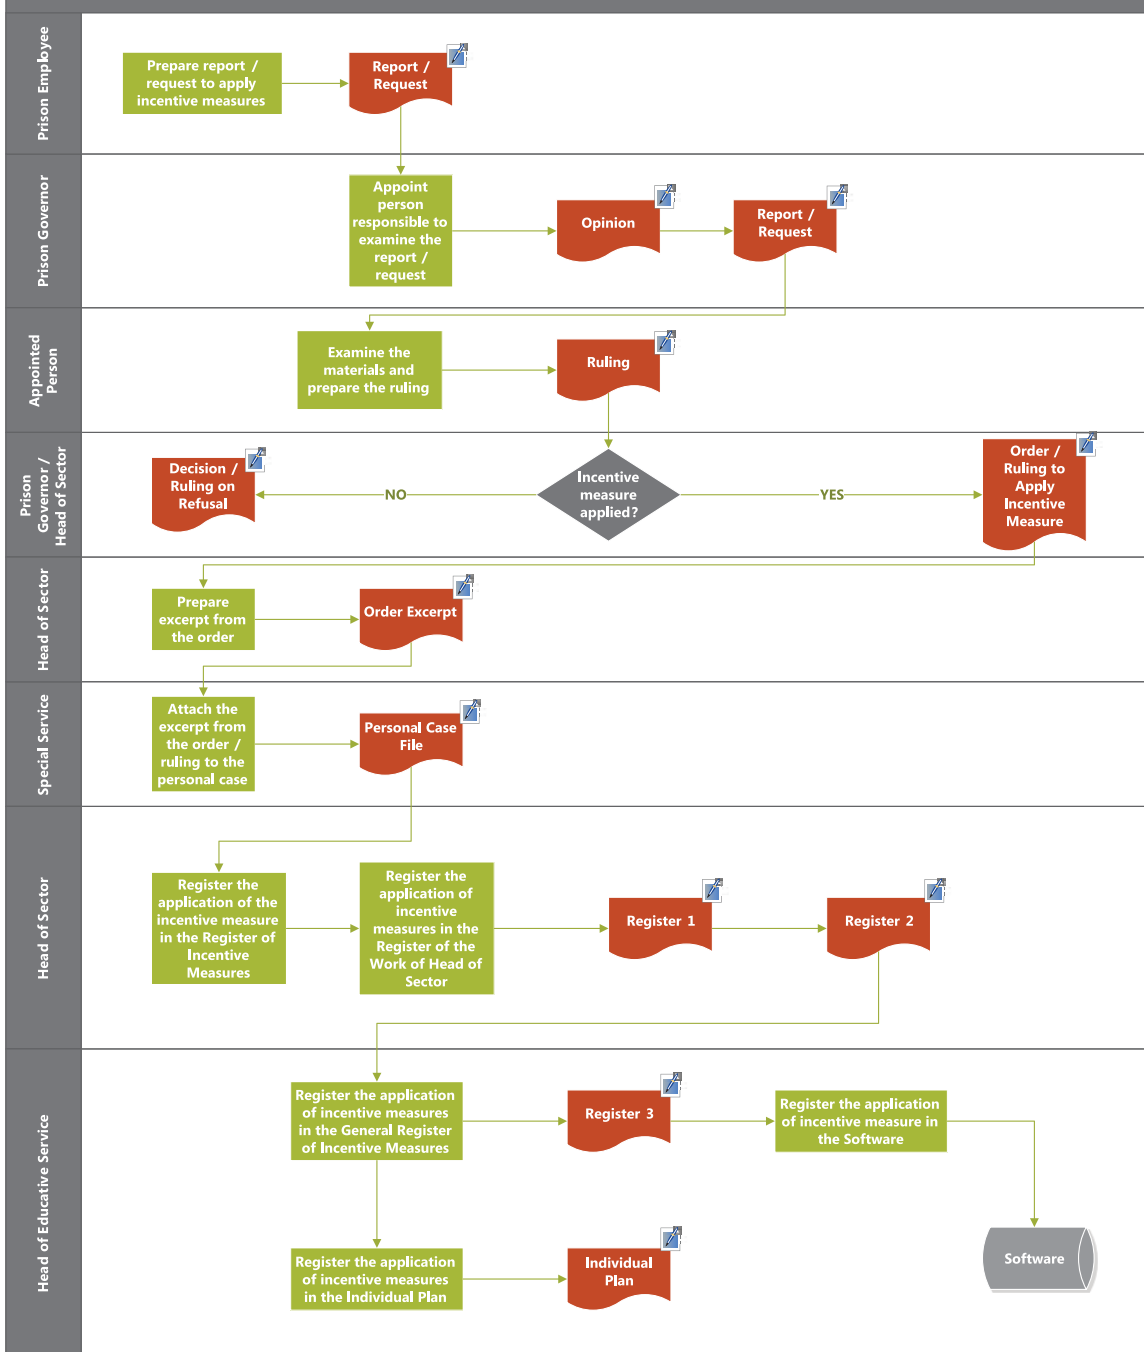 Prison Employee
Prepare report /
request to apply
incentive measures
Report /
Request
Prison Governor
Appoint
person
responsible to
examine the
report /
request
Opinion
Report /
Request
Appointed
Person
Examine the
materials and
prepare the ruling
Ruling
Prison
Governor /
Head of Sector
Decision /
Ruling on
Refusal
NO
Incentive
measure
applied?
YES
Order /
Ruling to
Apply
Incentive
Measure
Head of Sector
Prepare
excerpt from
the order
Order Excerpt
Special Service
Attach the
excerpt from
the order /
ruling to the
personal case
Personal Case
File
Head of Sector
Register the
application of the
incentive measure
in the Register of
Incentive
Measures
Register the
application of
incentive
measures in the
Register of the
Work of Head of
Sector
Register 1
Register 2
Head of Educative Service
Register the application
of incentive measures
in the General Register
of Incentive Measures
Register 3
Register the application
of incentive measure in
the Software
Register the application
of incentive measures
in the Individual Plan
Individual
Plan
Software